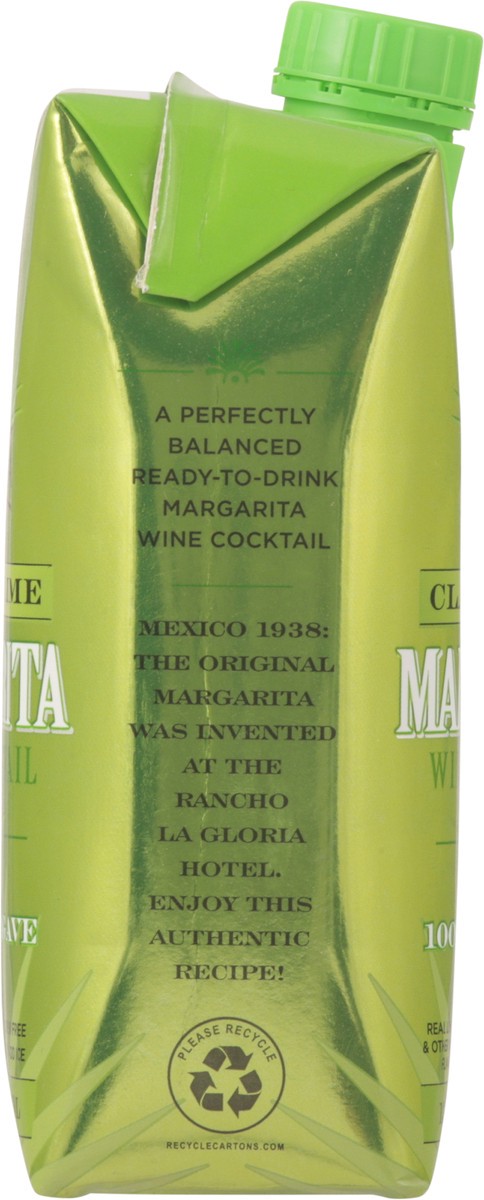 A PERFECTLY
BALANCED
READY-TO-DRINK
MARGARITA
WINE COCKTAIL
MEXICO 1938:
THE ORIGINAL
MARGARITA
WAS INVENTED
AT THE
RANCHO
LA GLORIA
HOTEL.
ENJOY THIS
AUTHENTIC
RECIPE!
PLEASE RECYCLE
RECYCLECARTONS.COM